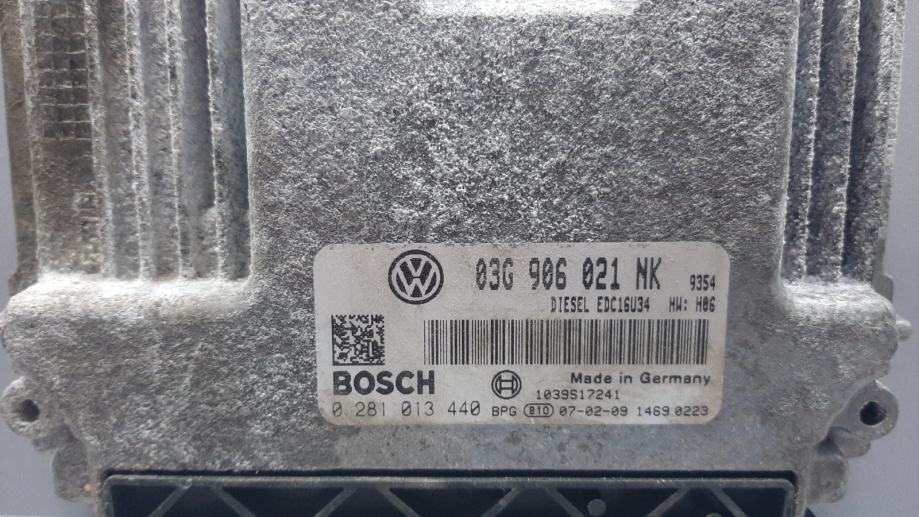 03G 906 021 NK 9354
DIESEL EDC16U34 HW: H06
BOSCH Made in Germany
1039S17241
0 281 013 440 BPG 810 07-02-09 1469 0223